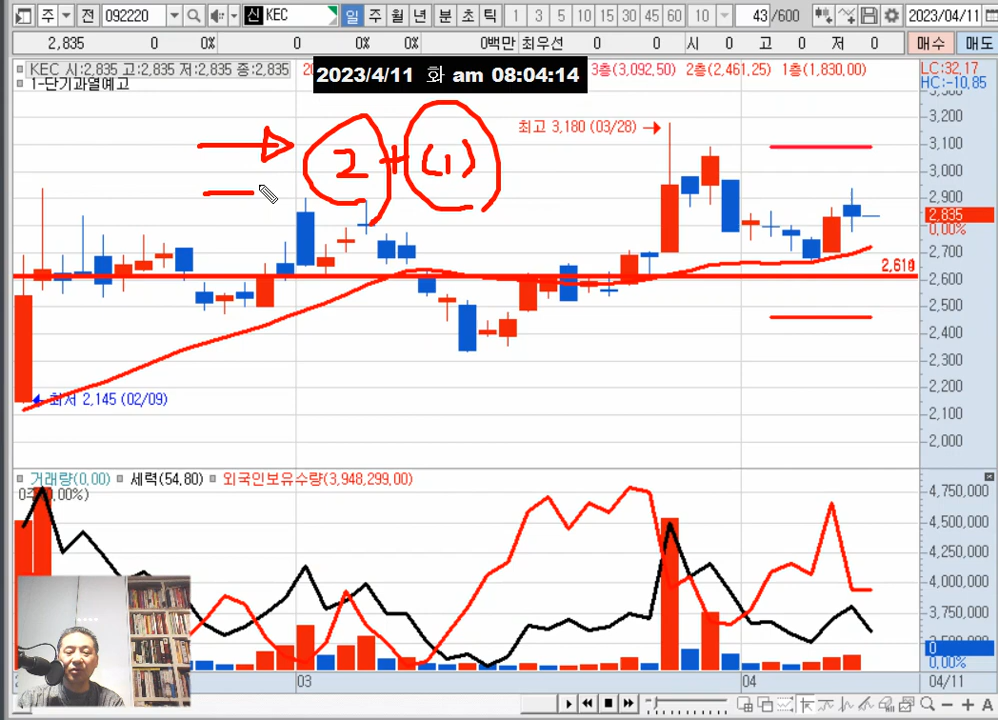 주 전 092220 신 KEC 일 주 월 년 분 초 틱 1 3 5 10 15 30 45 60 10 43 /600 2023/04/11
2,835 0 0% 0 0% 0% 0백만 최우선 0 0 시 0 고 0 저 0 매수 매도
KEC 시:2,835 고:2,835 저:2,835 종:2,835
2023/4/11 화 am 08:04:14
3층(3,092,50) 2층(2,461,25) 1층(1,830,00)
LC:32,17
HC:-10,85
1-단기과열예고
3,200
최고 3,180 (03/28)
3,100
2 + (1)
3,000
2,900
2,835
0,00%
2,700
2,600
2,500
2,400
2,300
2,200
최저 2,145 (02/09)
2,100
2,000
거래량(0,00) 세력(54,80) 외국인보유수량(3,948,299,00)
4,750,000
4,500,000
4,250,000
4,000,000
3,750,000
0
0,00%
03 04 04/11
A